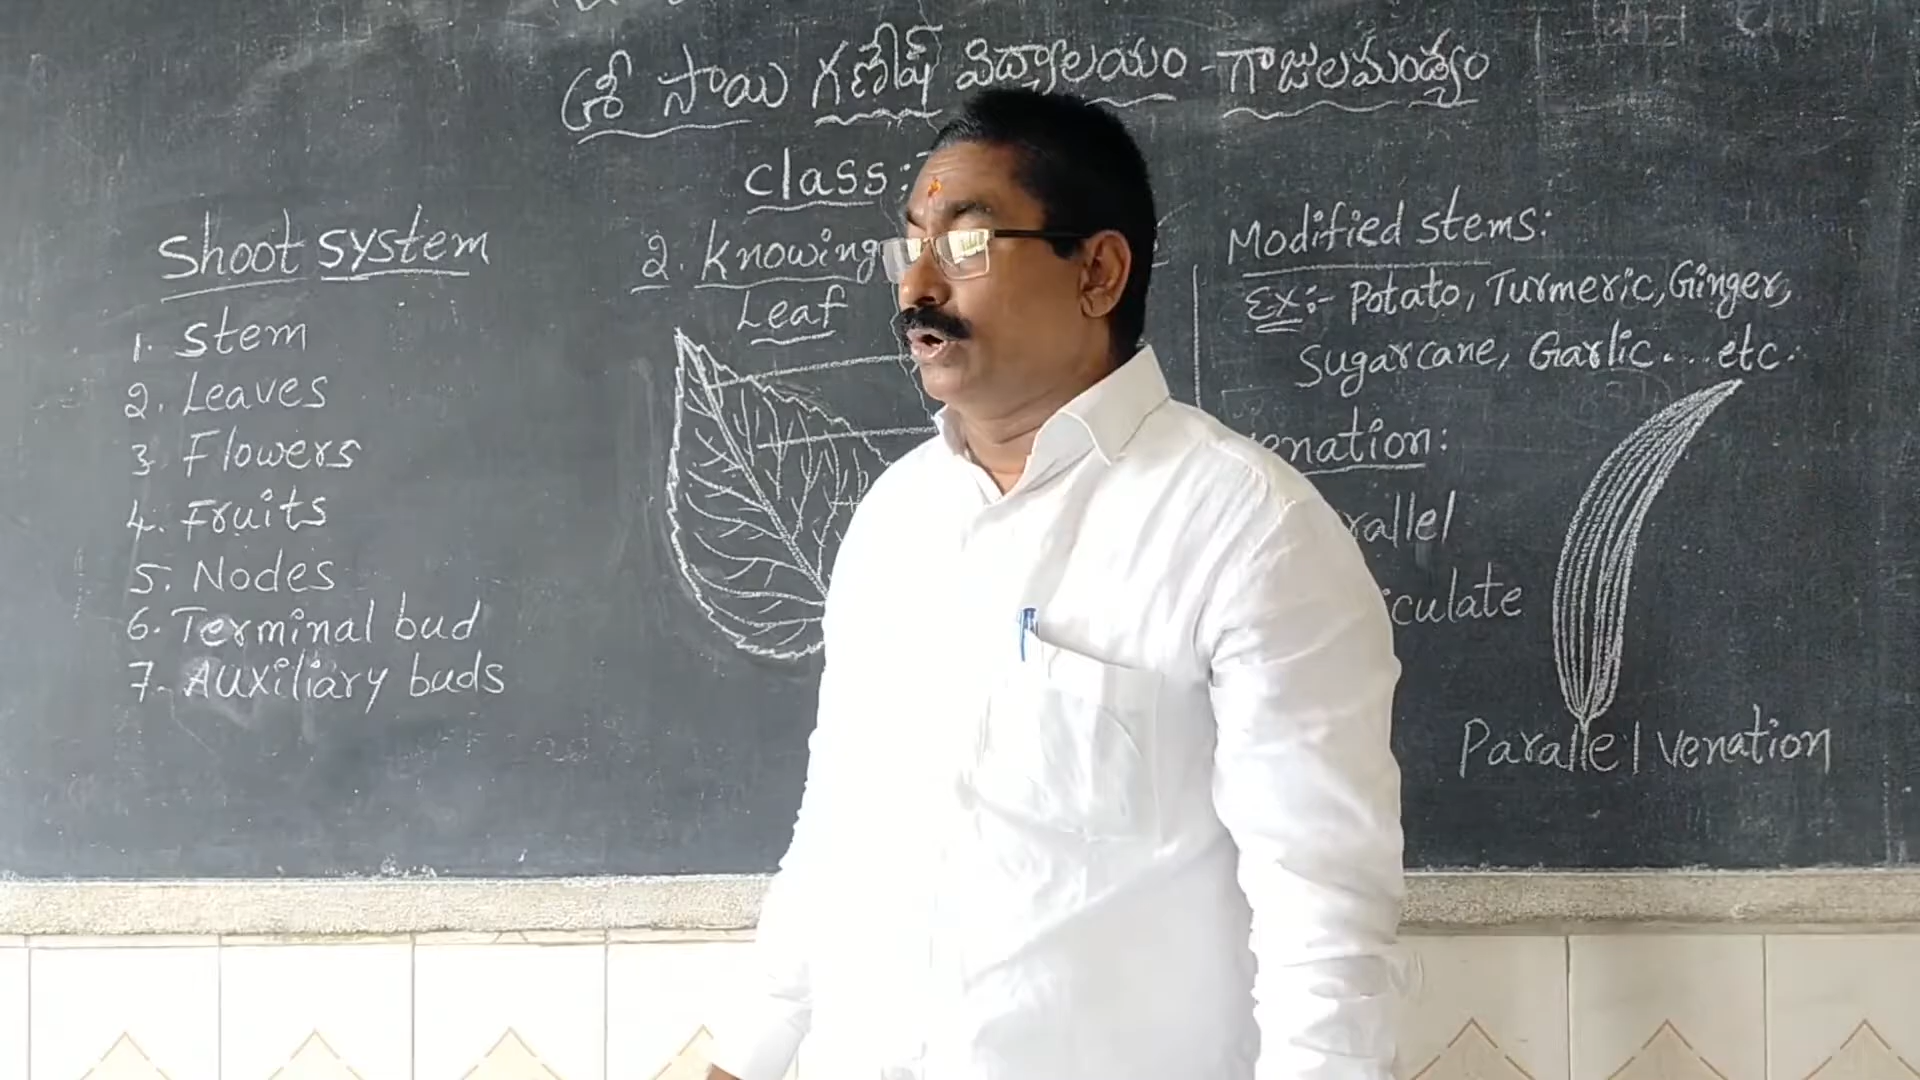 శ్రీ సాయి గణేష్ విద్యాలయం - గాజులమండ్యం
class:
Shoot system
1. Stem
2. Leaves
3. Flowers
4. Fruits
5. Nodes
6. Terminal bud
7. Auxiliary buds
2. Knowing
Leaf
Modified stems:
Ex:- Potato, Turmeric, Ginger,
Sugarcane, Garlic....etc.
enation:
rallel
iculate
Parallel venation